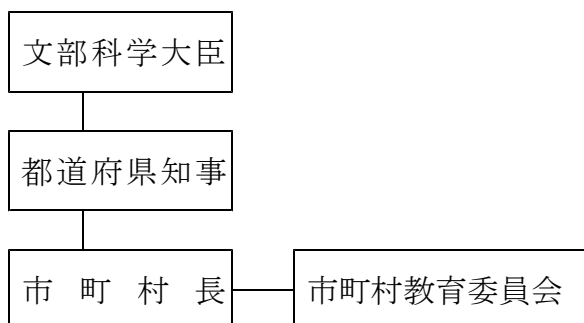 文部科学大臣
都道府県知事
市町村長
市町村教育委員会